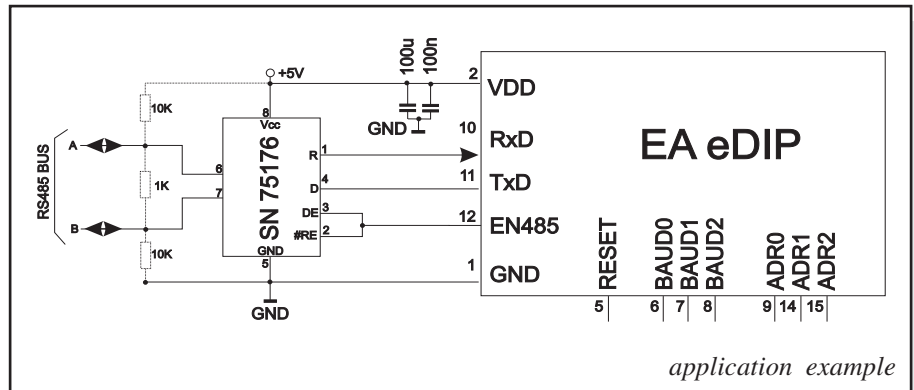 100u
100n
+5V
2
VDD
10K
8
Vcc
GND
10
RxD
EA eDIP
RS485 BUS
A
6
SN 75176
R
1
11
TxD
1K
D
4
7
DE
3
12
EN485
B
#RE
2
10K
GND
5
1
GND
GND
RESET
BAUD0
BAUD1
BAUD2
ADR0
ADR1
ADR2
5
6
7
8
9
14
15
application example